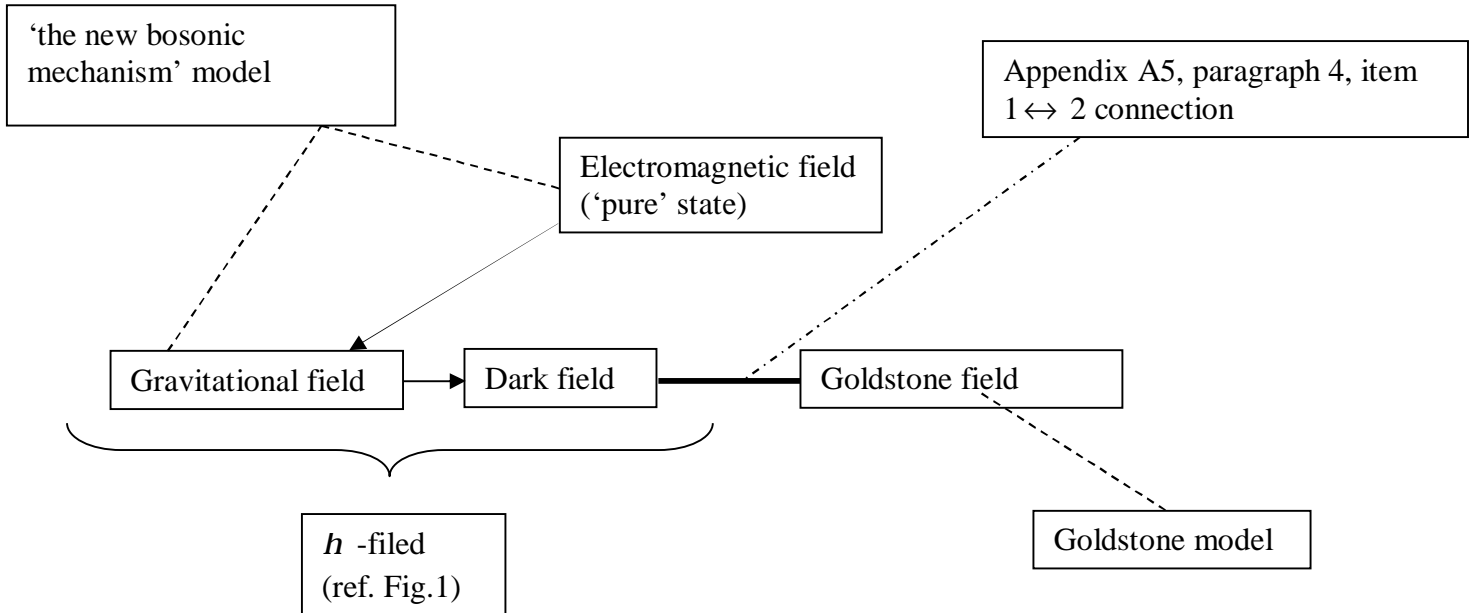 ‘the new bosonic
mechanism’ model
Appendix A5, paragraph 4, item
1↔ 2 connection
Electromagnetic field
(‘pure’ state)
Gravitational field
Dark field
Goldstone field
h -filed
(ref. Fig.1)
Goldstone model